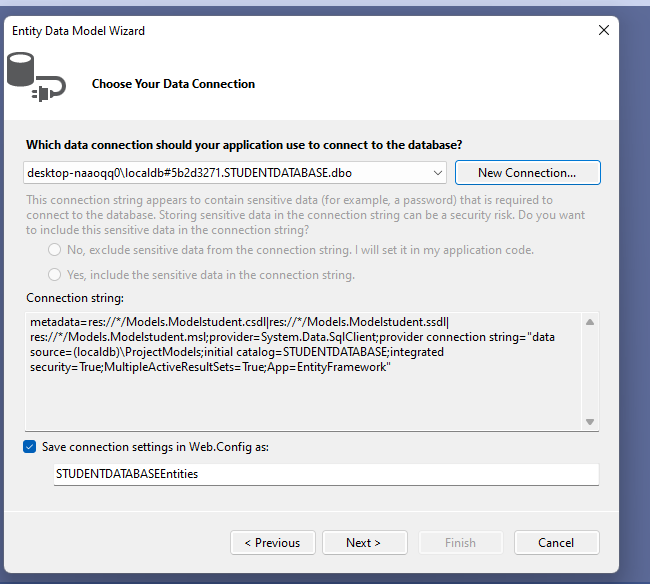 Entity Data Model Wizard
Choose Your Data Connection
Which data connection should your application use to connect to the database?
desktop-naaoqq0\localdb#5b2d3271.STUDENTDATABASE.dbo
New Connection...
This connection string appears to contain sensitive data (for example, a password) that is required to
connect to the database. Storing sensitive data in the connection string can be a security risk. Do you want
to include this sensitive data in the connection string?
No, exclude sensitive data from the connection string. I will set it in my application code.
Yes, include the sensitive data in the connection string.
Connection string:
metadata=res://*/Models.Modelstudent.csdl|res://*/Models.Modelstudent.ssdl|
res://*/Models.Modelstudent.msl;provider=System.Data.SqlClient;provider connection string="data
source=(localdb)\ProjectModels;initial catalog=STUDENTDATABASE;integrated
security=True;MultipleActiveResultSets=True;App=EntityFramework"
Save connection settings in Web.Config as:
STUDENTDATABASEEntities
< Previous
Next >
Finish
Cancel